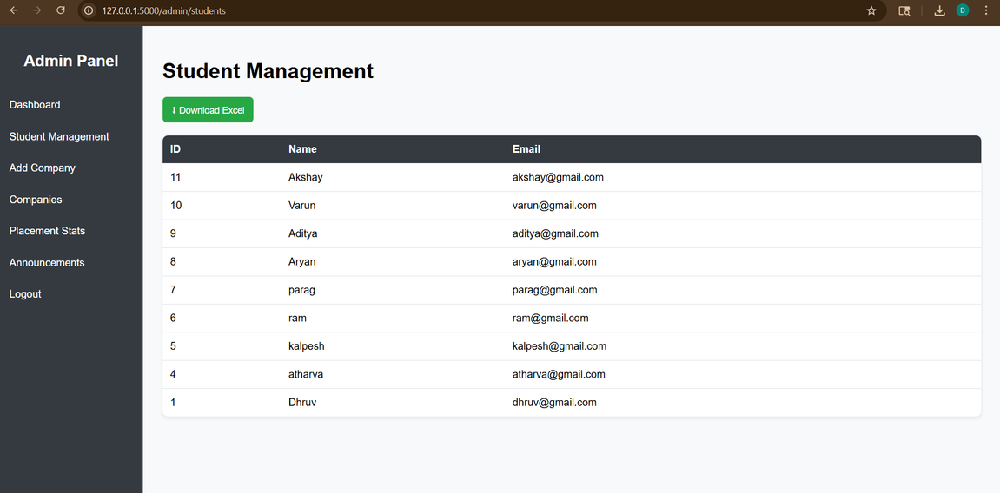 127.0.0.1:5000/admin/students
D
Admin Panel
Dashboard
Student Management
Add Company
Companies
Placement Stats
Announcements
Logout
Student Management
⬇ Download Excel
ID Name Email
11 Akshay akshay@gmail.com
10 Varun varun@gmail.com
9 Aditya aditya@gmail.com
8 Aryan aryan@gmail.com
7 parag parag@gmail.com
6 ram ram@gmail.com
5 kalpesh kalpesh@gmail.com
4 atharva atharva@gmail.com
1 Dhruv dhruv@gmail.com